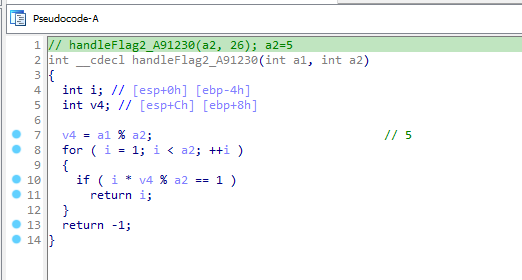 Pseudocode-A
1 // handleFlag2_A91230(a2, 26); a2=5
2 int __cdecl handleFlag2_A91230(int a1, int a2)
3 {
4 int i; // [esp+0h] [ebp-4h]
5 int v4; // [esp+Ch] [ebp+8h]
6
7 v4 = a1 % a2; // 5
8 for ( i = 1; i < a2; ++i )
9 {
10 if ( i * v4 % a2 == 1 )
11 return i;
12 }
13 return -1;
14 }